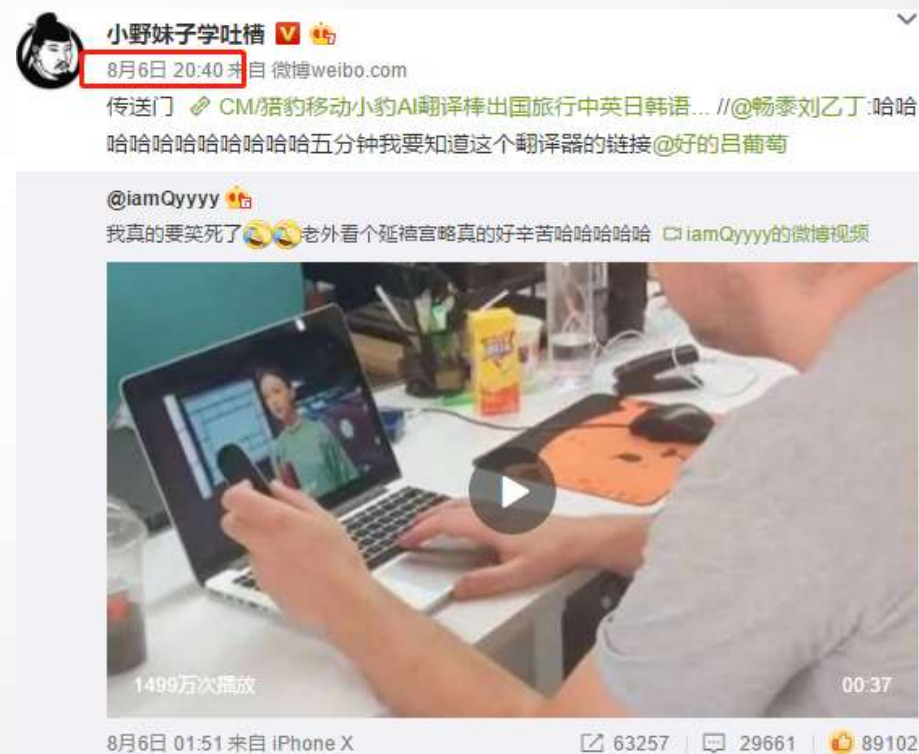 小野妹子学吐槽
8月6日 20:40 来自 微博weibo.com
传送门 CM/猎豹移动小豹AI翻译棒出国旅行中英日韩语... //@畅黍刘乙丁:哈哈
哈哈哈哈哈哈哈哈哈五分钟我要知道这个翻译器的链接@好的吕葡萄
@iamQyyyy
我真的要笑死了老外看个延禧宫略真的好辛苦哈哈哈哈哈 iamQyyyy的微博视频
1499万次播放
00:37
8月6日 01:51 来自 iPhone X 63257 29661 89102